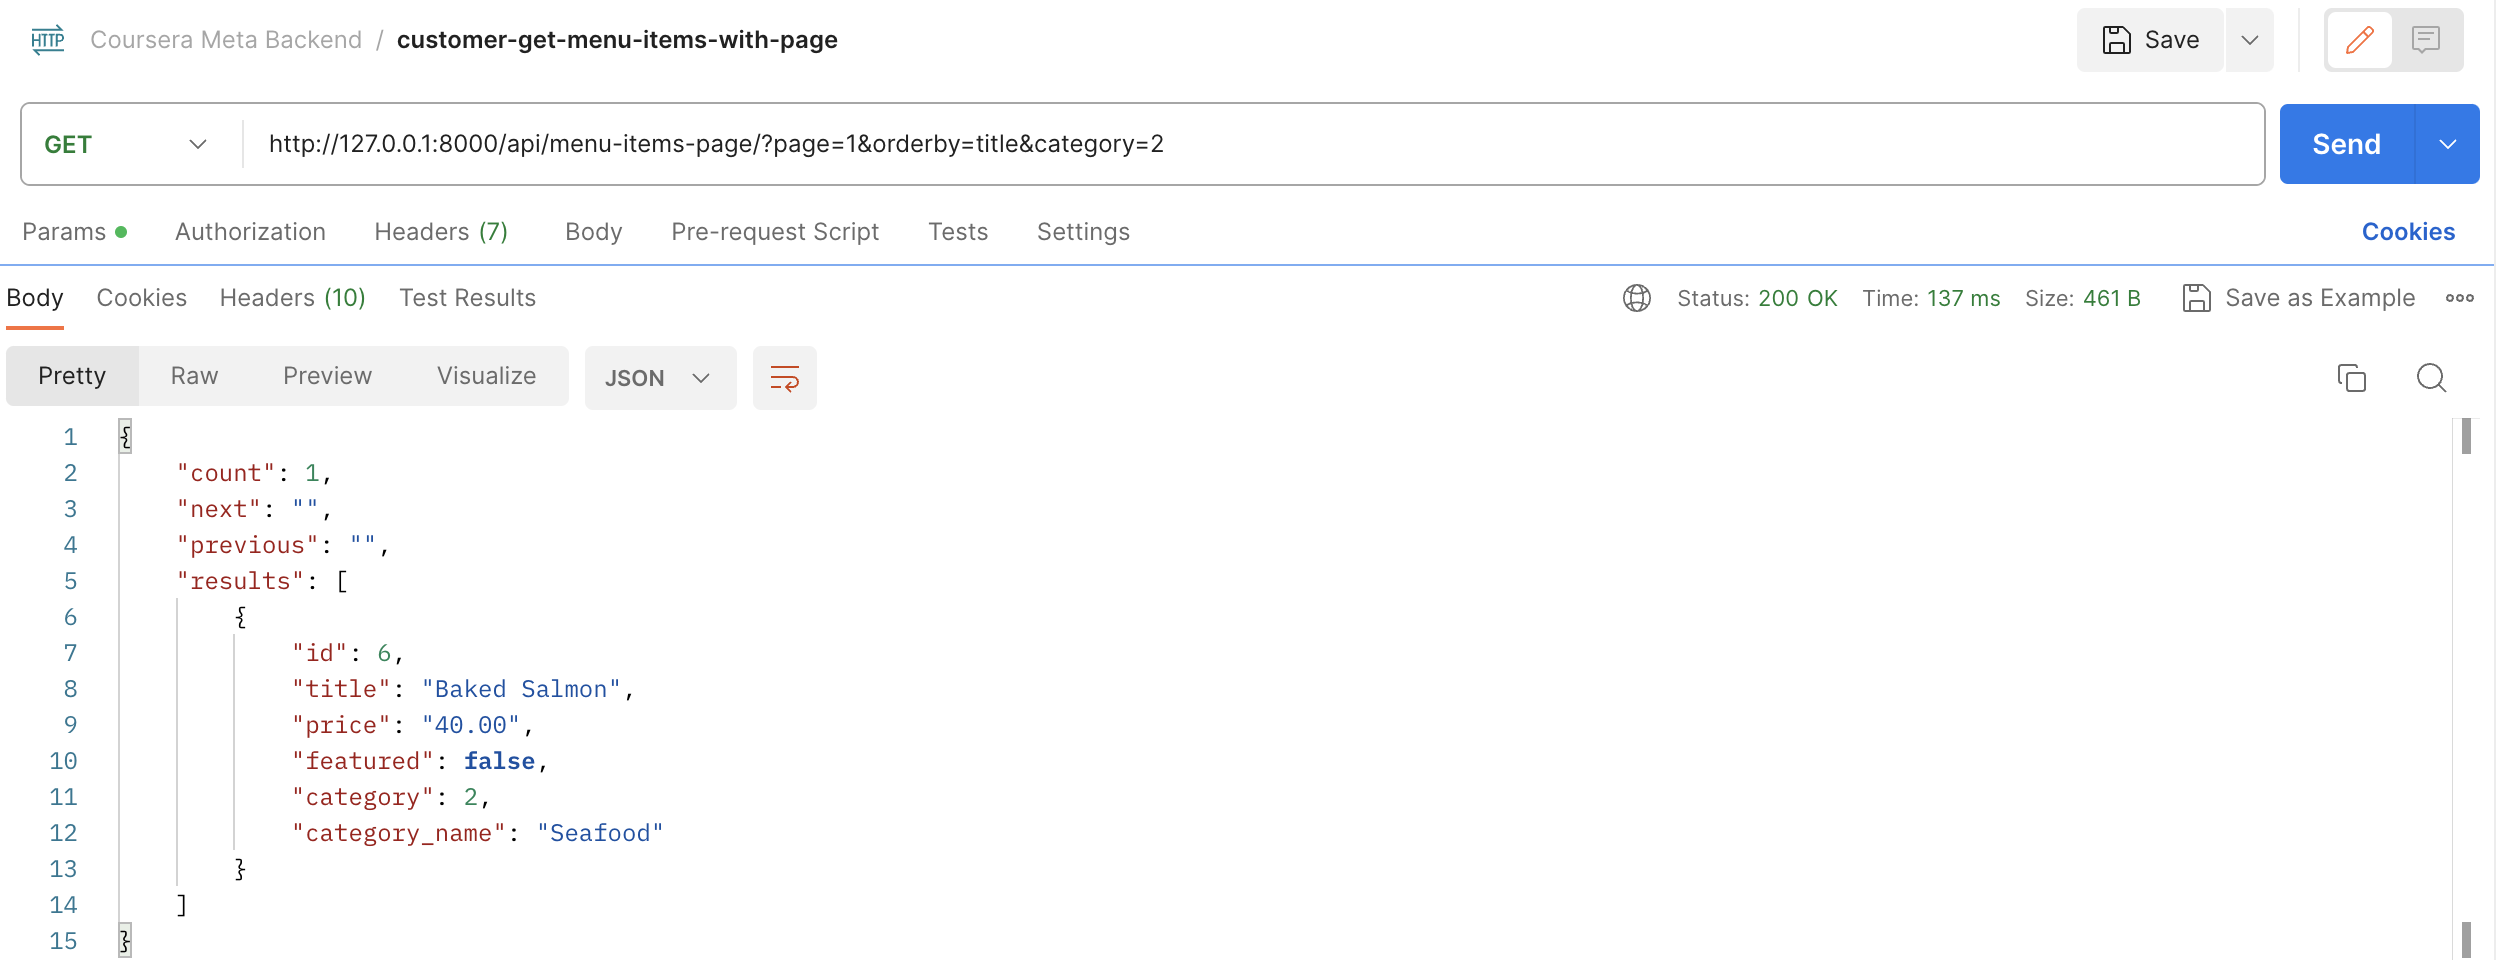 HTTP Coursera Meta Backend / customer-get-menu-items-with-page Save
GET http://127.0.0.1:8000/api/menu-items-page/?page=1&orderby=title&category=2 Send
Params Authorization Headers (7) Body Pre-request Script Tests Settings Cookies
Body Cookies Headers (10) Test Results Status: 200 OK Time: 137 ms Size: 461 B Save as Example
Pretty Raw Preview Visualize JSON
1 {
2 "count": 1,
3 "next": "",
4 "previous": "",
5 "results": [
6 {
7 "id": 6,
8 "title": "Baked Salmon",
9 "price": "40.00",
10 "featured": false,
11 "category": 2,
12 "category_name": "Seafood"
13 }
14 ]
15 }